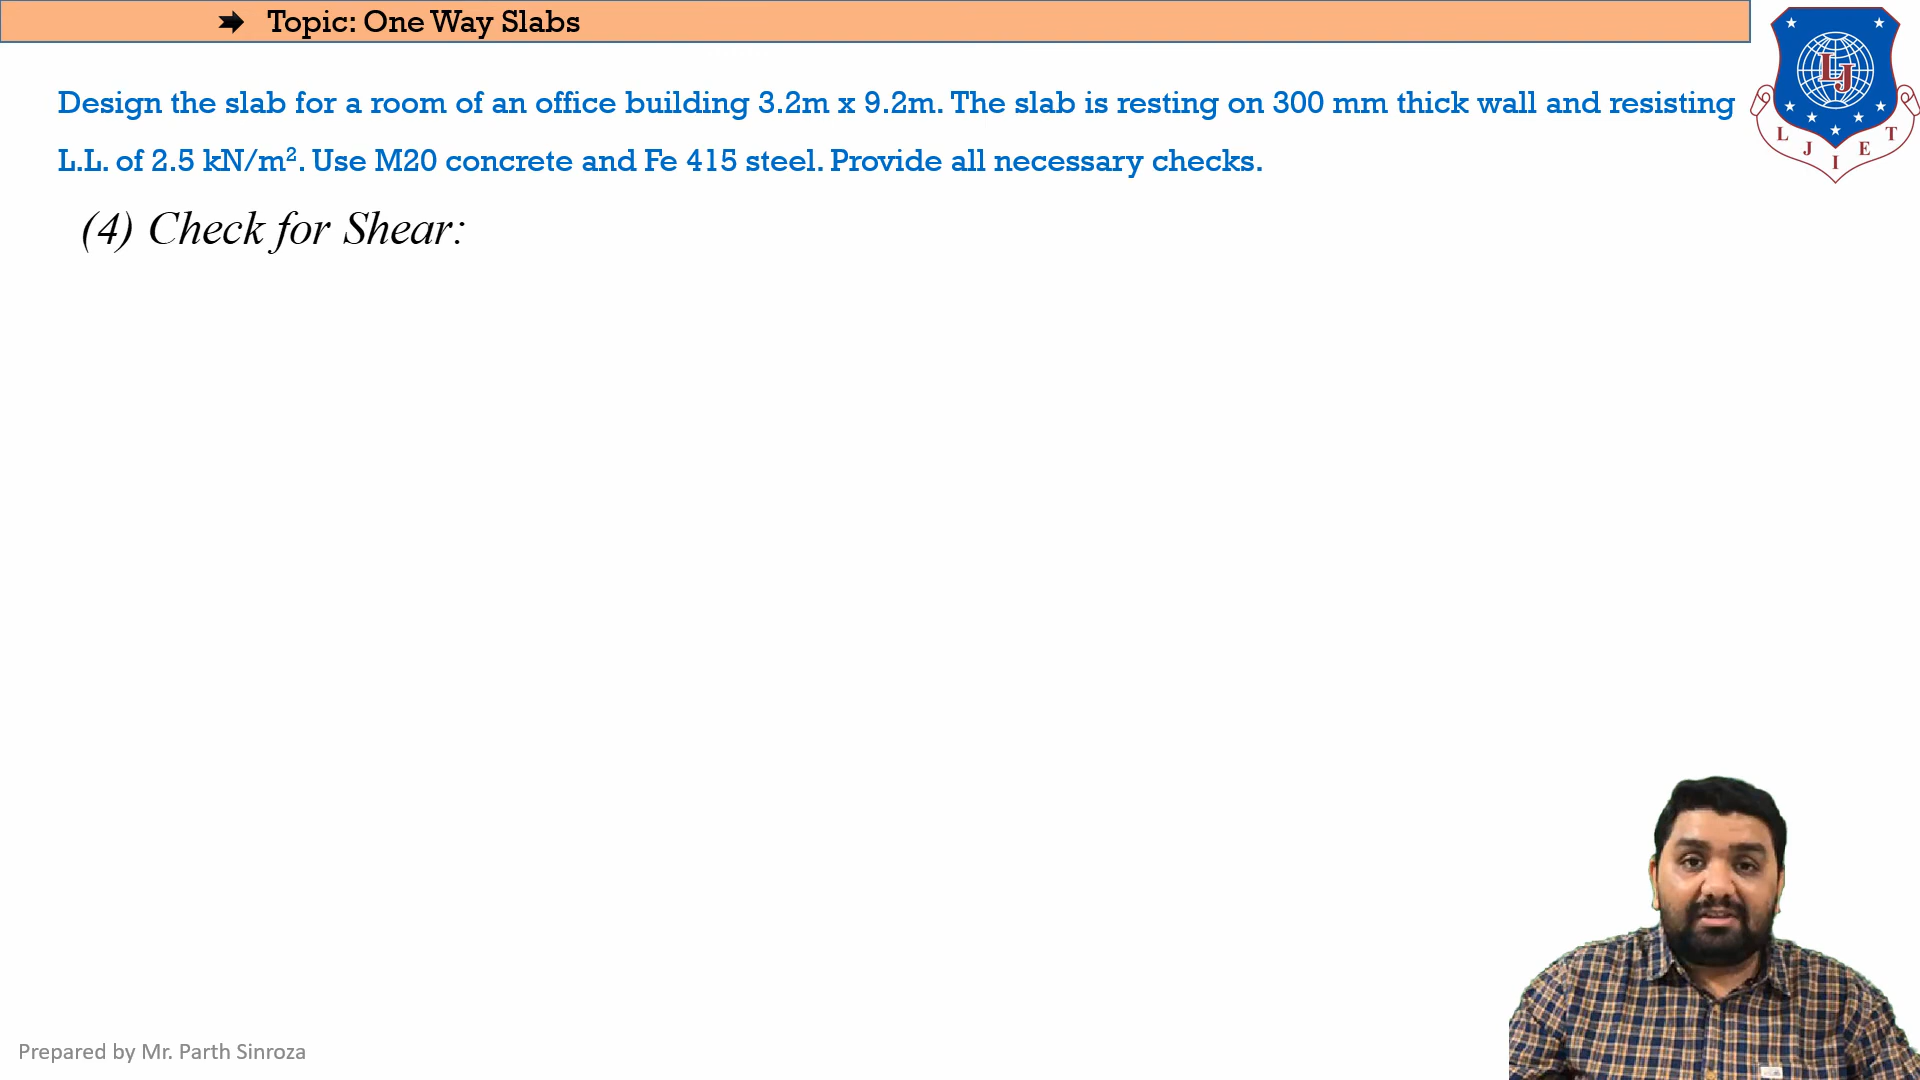 Topic: One Way Slabs
Design the slab for a room of an office building 3.2m x 9.2m. The slab is resting on 300 mm thick wall and resisting
L.L. of 2.5 kN/m². Use M20 concrete and Fe 415 steel. Provide all necessary checks.
(4) Check for Shear:
LJ
L J I E T
Prepared by Mr. Parth Sinroza